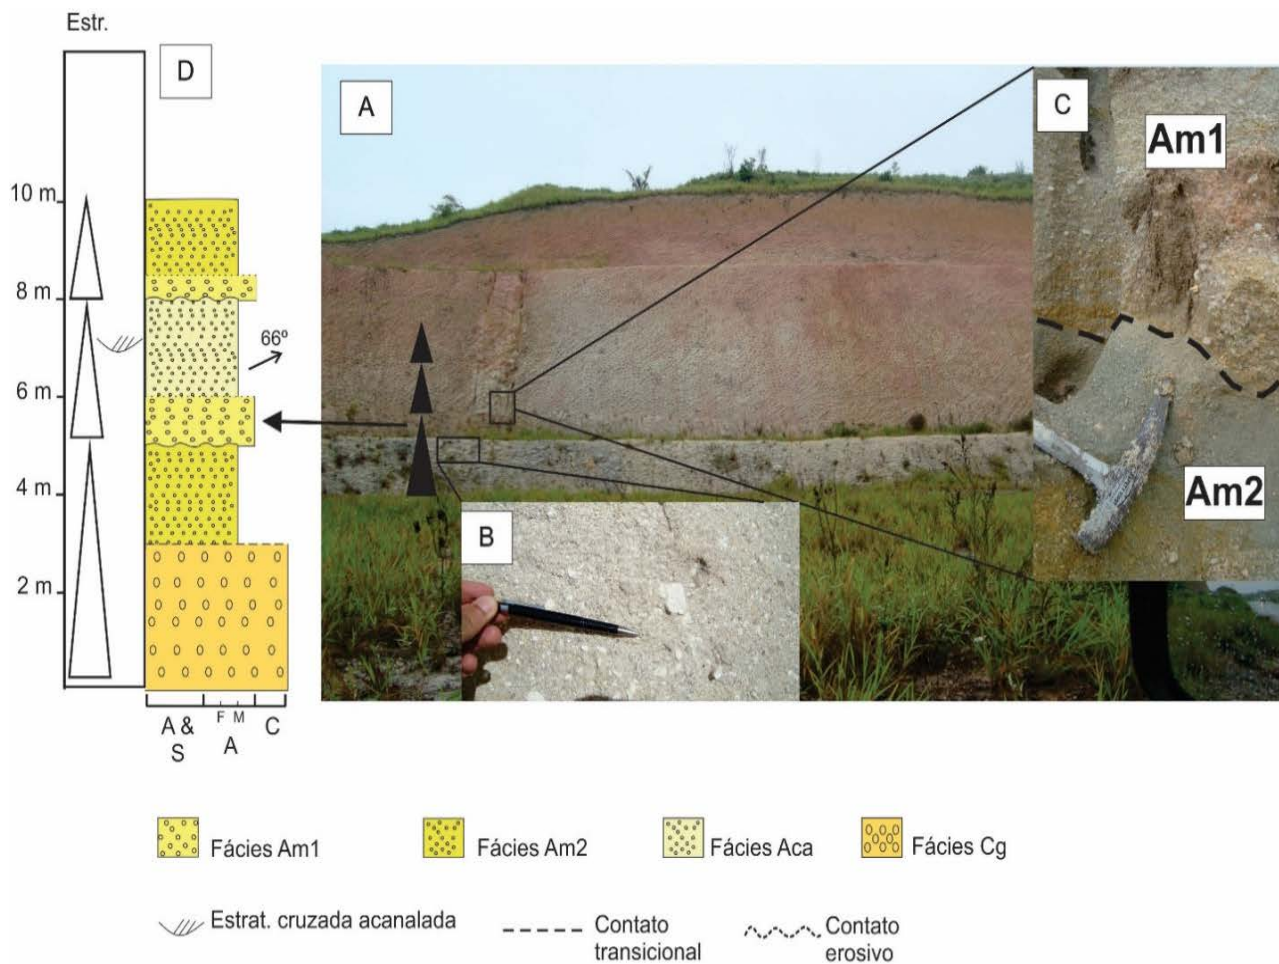 Estr.
D
10 m
8 m
66º
6 m
4 m
2 m
F M
A &
S
A
C
A
B
C
Am1
Am2
Fácies Am1
Fácies Am2
Fácies Aca
Fácies Cg
Estrat. cruzada acanalada
Contato
transicional
Contato
erosivo